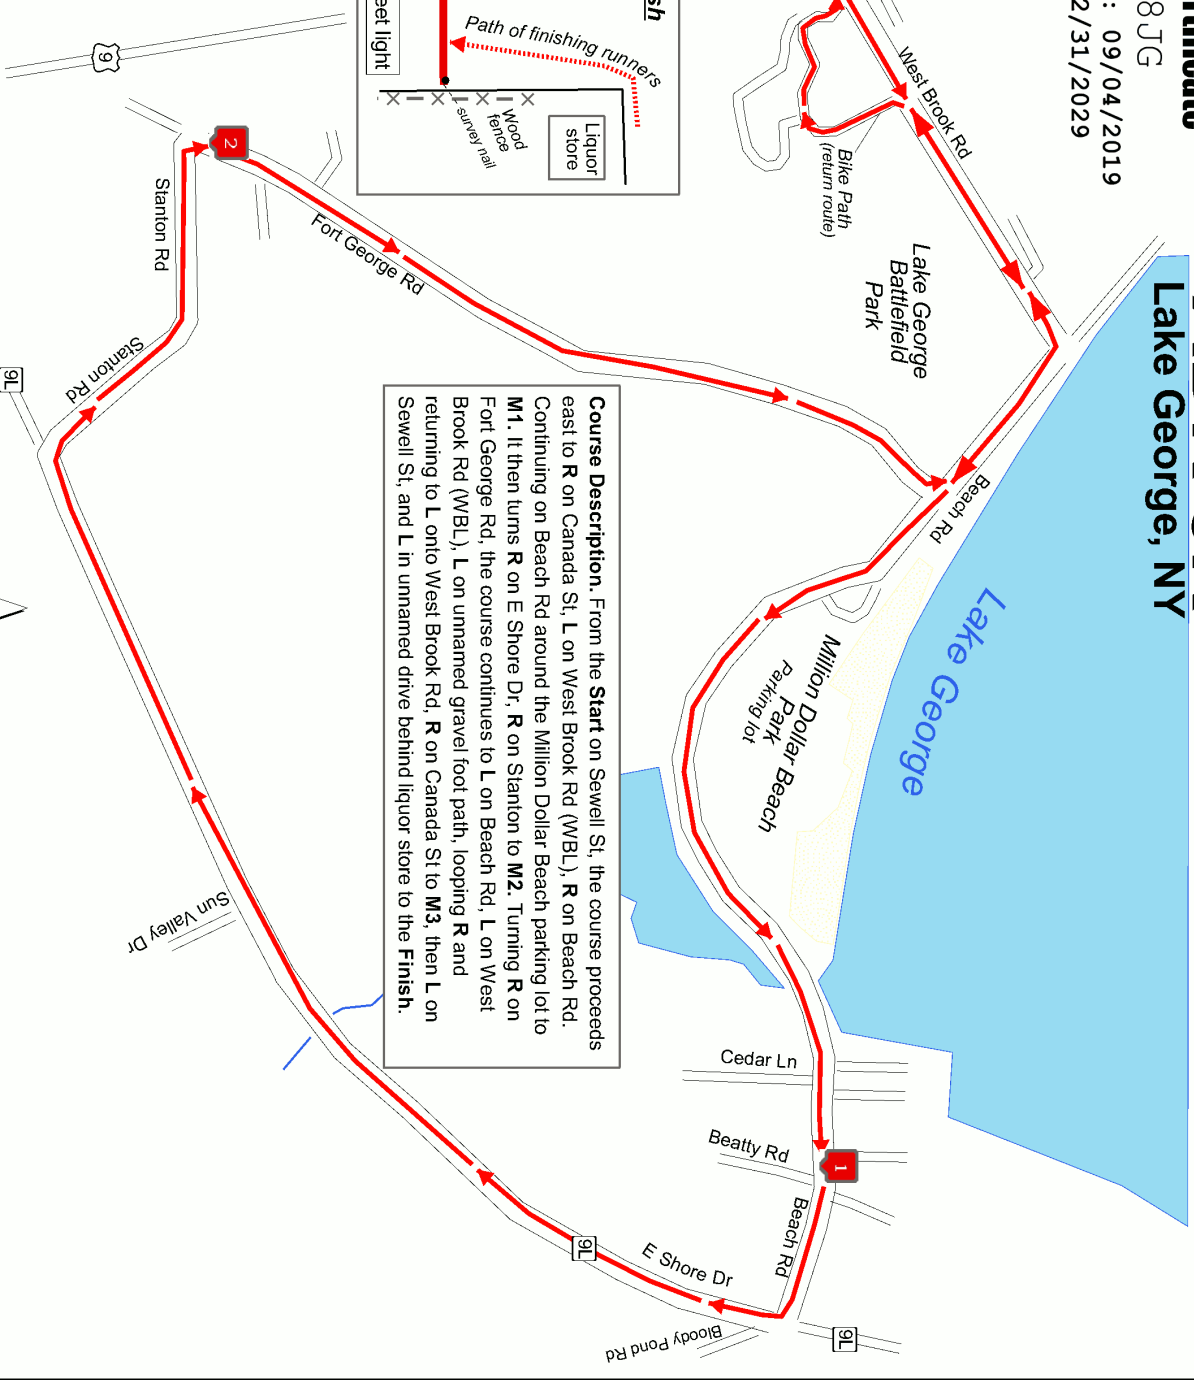 8JG
: 09/04/2019
2/31/2029
Lake George, NY
sh
Path of finishing runners
eet light
Wood
fence
survey nail
Liquor
store
West Brook Rd
Bike Path
(return route)
Lake George
Battlefield
Park
9
2
Stanton Rd
Fort George Rd
Stanton Rd
9L
Beach Rd
Lake George
Million Dollar Beach
Park
Parking lot
Course Description. From the Start on Sewell St, the course proceeds
east to R on Canada St, L on West Brook Rd (WBL), R on Beach Rd.
Continuing on Beach Rd around the Million Dollar Beach parking lot to
M1. It then turns R on E Shore Dr, R on Stanton to M2. Turning R on
Fort George Rd, the course continues to L on Beach Rd, L on West
Brook Rd (WBL), L on unnamed gravel foot path, looping R and
returning to L onto West Brook Rd, R on Canada St to M3, then L on
Sewell St, and L in unnamed drive behind liquor store to the Finish.
Sun Valley Dr
Cedar Ln
Beatty Rd
1
Beach Rd
9L
E Shore Dr
Bloody Pond Rd
9L